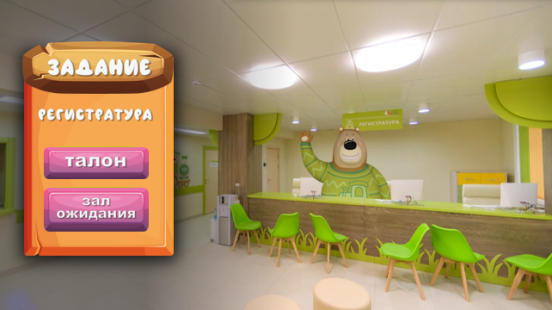 ЗАДАНИЕ
РЕГИСТРАТУРА
талон
зал
ожидания
РЕГИСТРАТУРА